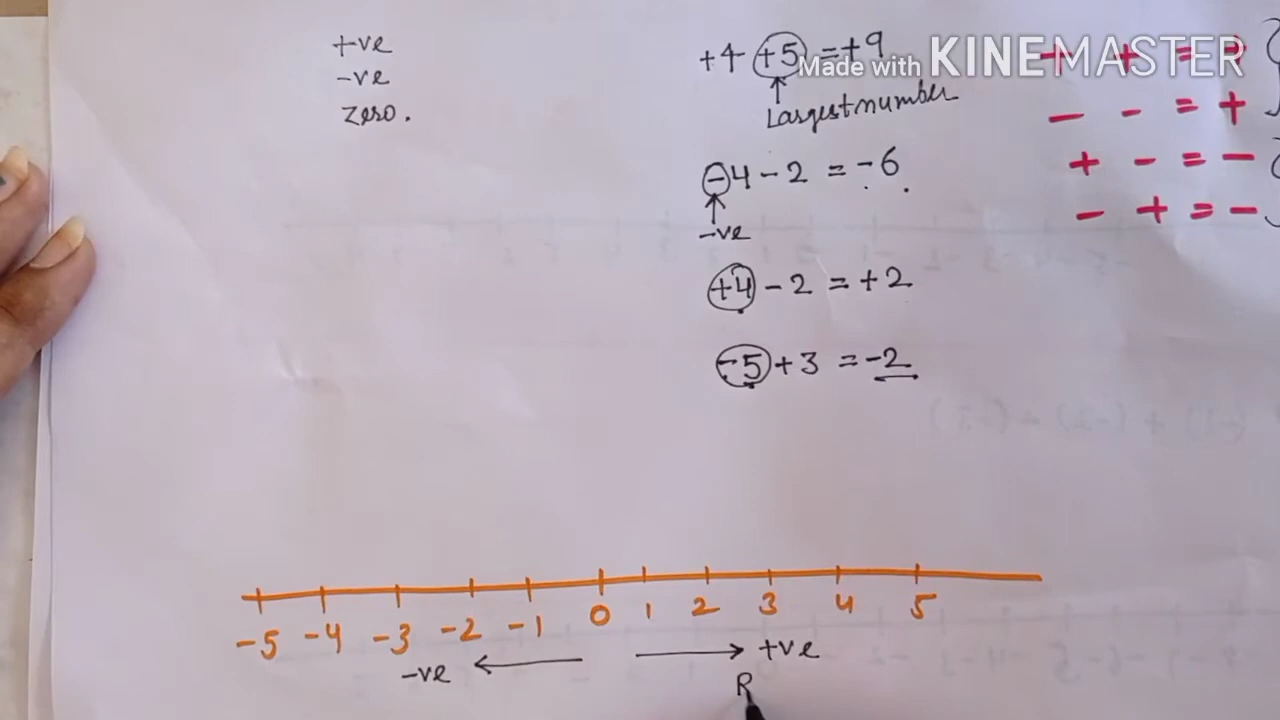 +ve
-ve
zero.
+4 +5 = +9
Made with KINEMASTER
Largest number
-4 - 2 = -6
-ve
+4 - 2 = +2
-5 + 3 = -2
+ + = +
- - = +
+ - = -
- + = -
-5 -4 -3 -2 -1 0 1 2 3 4 5
-ve +ve
R